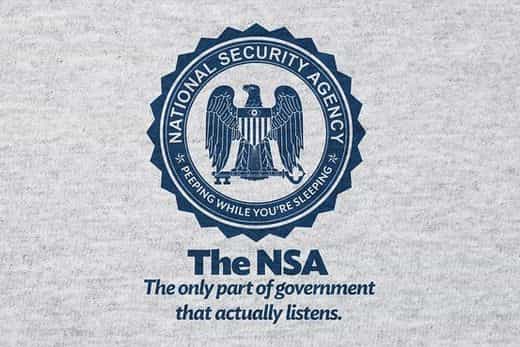 NATIONAL SECURITY AGENCY
PEEPING WHILE YOU'RE SLEEPING
The NSA
The only part of government
that actually listens.